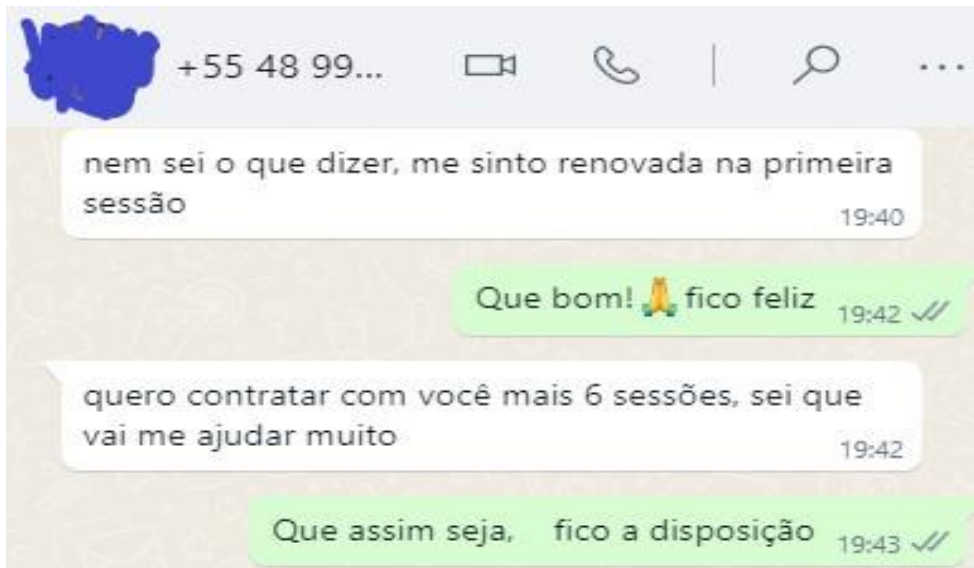 +55 48 99...
nem sei o que dizer, me sinto renovada na primeira
sessão
19:40
Que bom!🙏 fico feliz
19:42
quero contratar com você mais 6 sessões, sei que
vai me ajudar muito
19:42
Que assim seja, fico a disposição
19:43